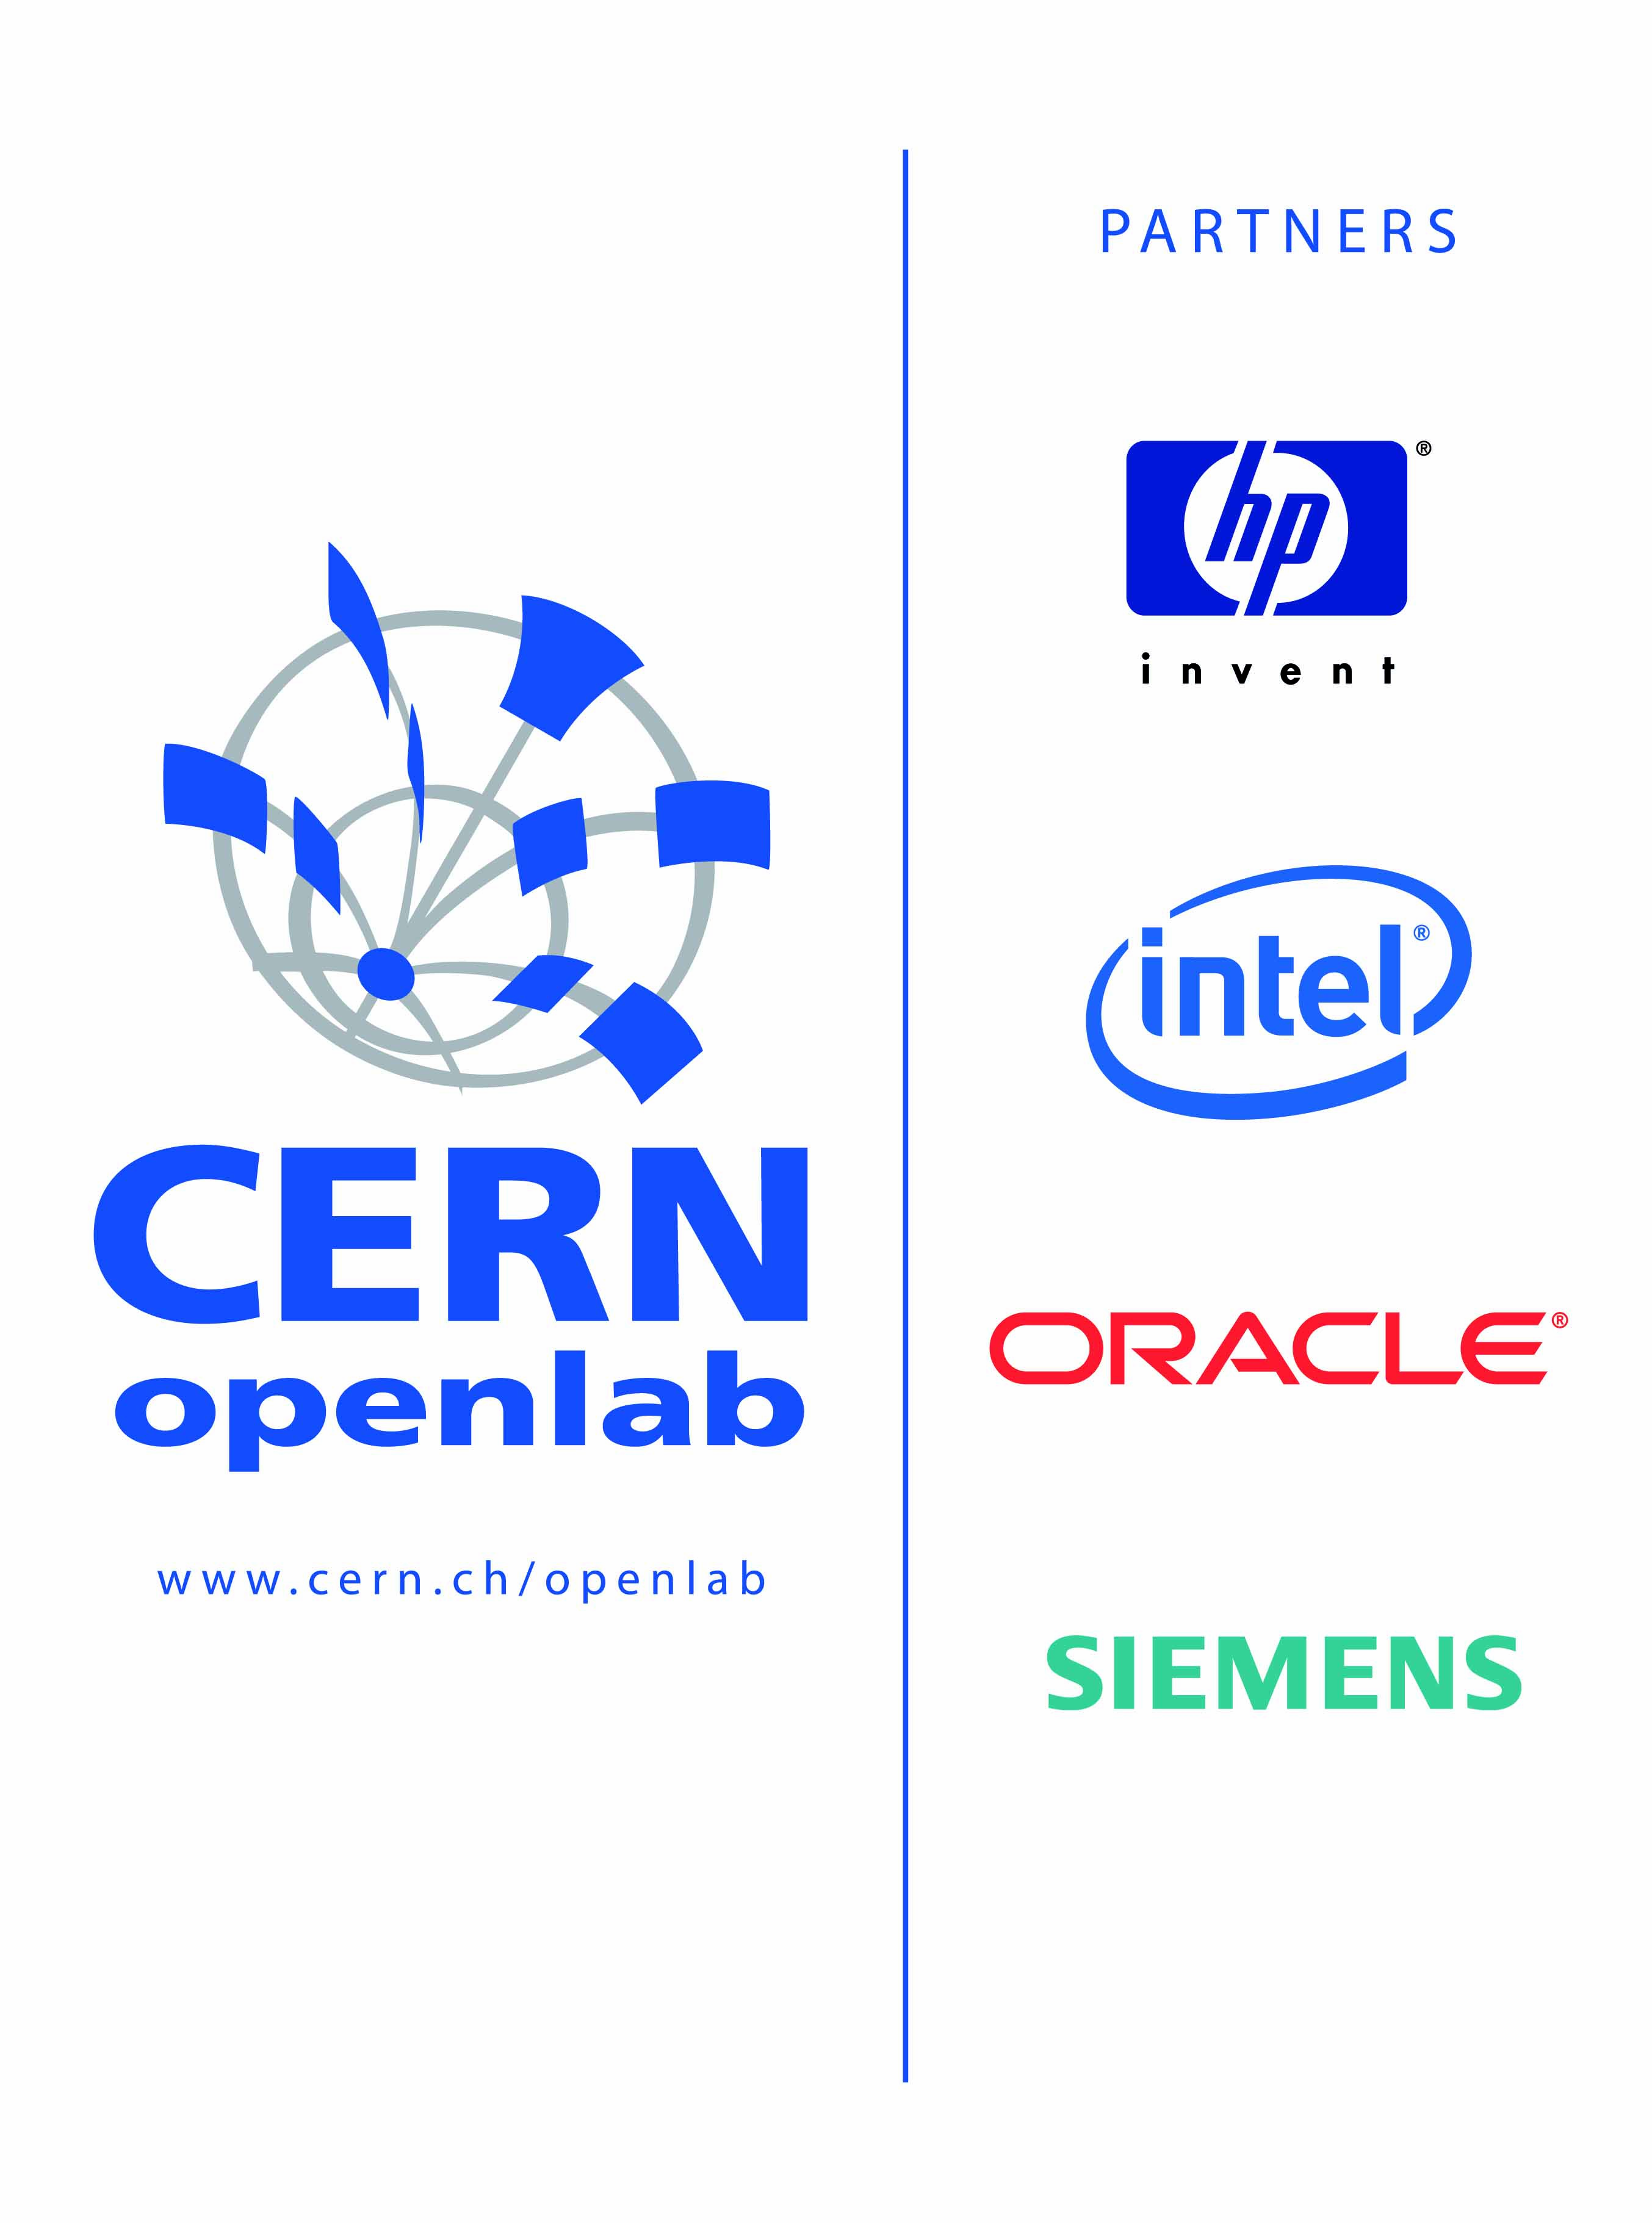 CERN
openlab
www.cern.ch/openlab
PARTNERS
hp®
invent
intel®
ORACLE®
SIEMENS